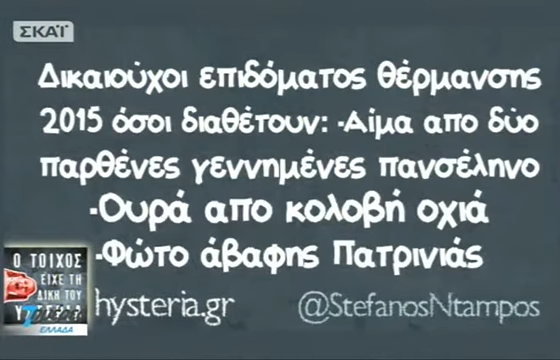 ΣΚΑΪ
Δικαιούχοι επιδόματος θέρμανσης
2015 όσοι διαθέτουν: -Αίμα απο δύο
παρθένες γεννημένες πανσέληνο
-Ουρά απο κολοβή οχιά
-Φώτο άβαφης Πατρινιάς
Ο ΤΟΙΧΟΣ
ΕΙΧΕ ΤΗ
ΔΙΚΗ ΤΟΥ
ΕΛΛΑΔΑ
hysteria.gr @StefanosNtampos